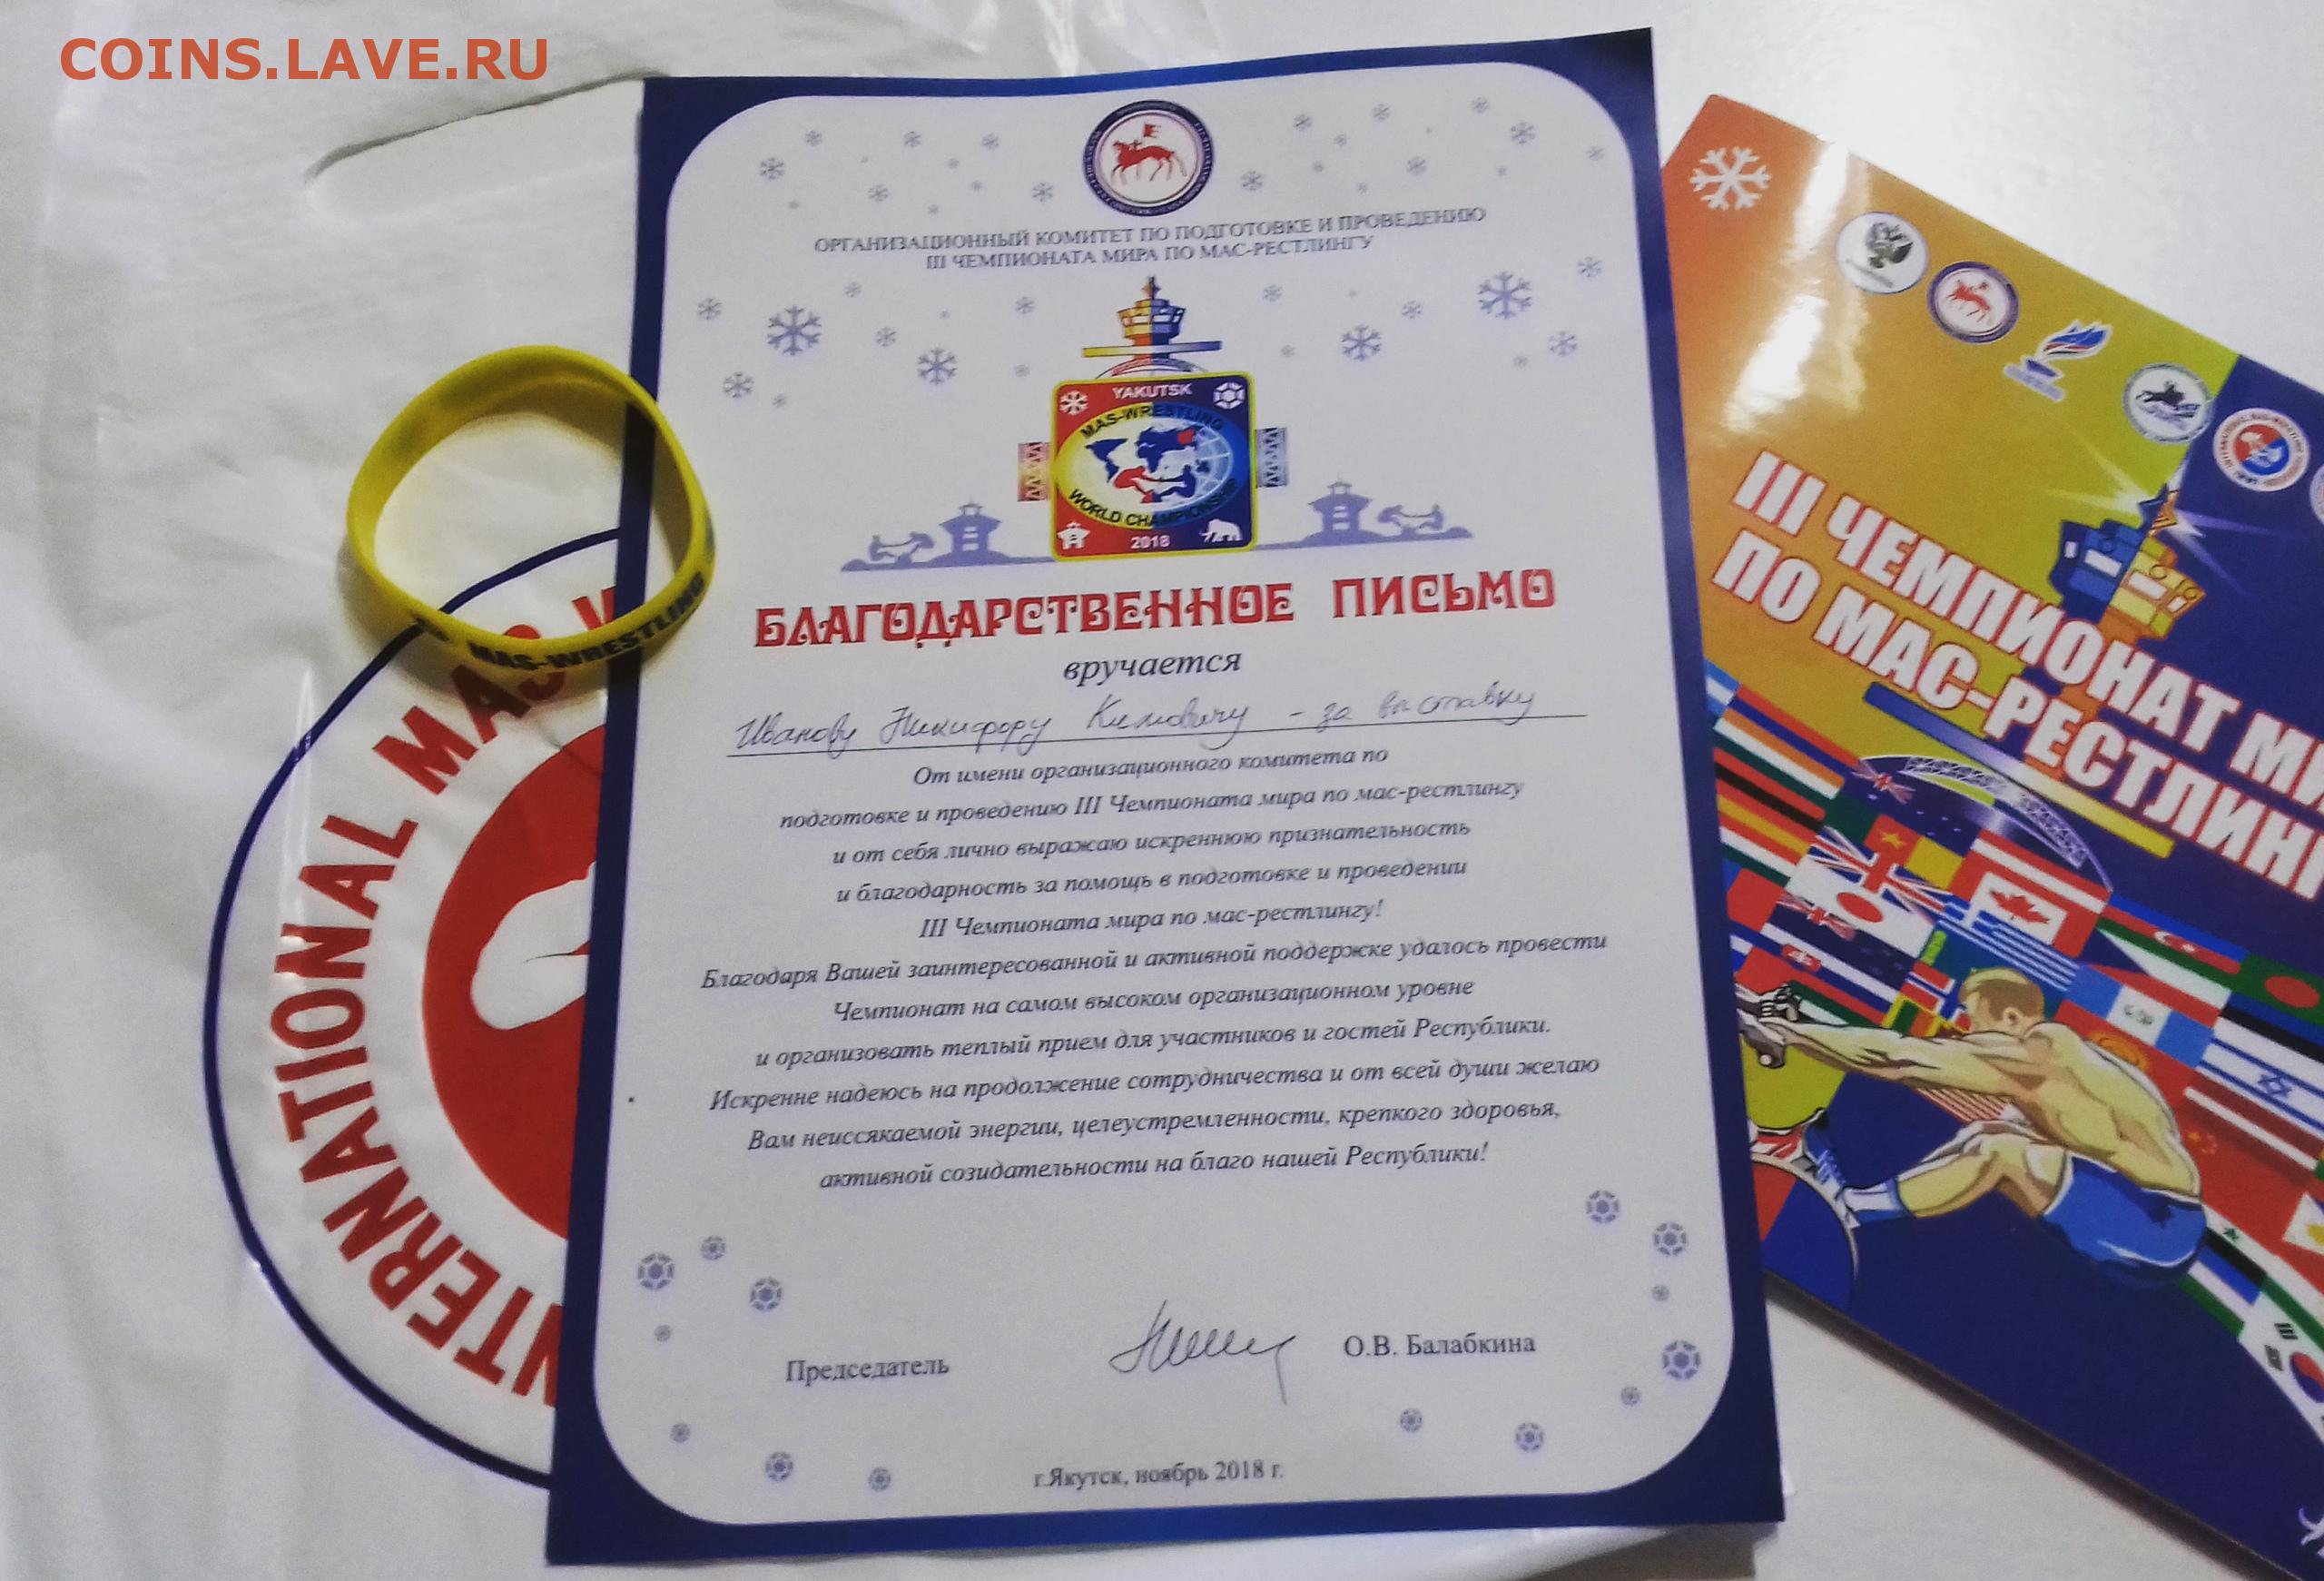 COINS.LAVE.RU
ОРГАНИЗАЦИОННЫЙ КОМИТЕТ ПО ПОДГОТОВКЕ И ПРОВЕДЕНИЮ
III ЧЕМПИОНАТА МИРА ПО МАС-РЕСТЛИНГУ
YAKUTSK
MAS-WRESTLING
WORLD CHAMPIONSHIP
2018
БЛАГОДАРСТВЕННОЕ ПИСЬМО
вручается
Иванову Никифору Кимовичу - за выставку
От имени организационного комитета по
подготовке и проведению III Чемпионата мира по мас-рестлингу
и от себя лично выражаю искреннюю признательность
и благодарность за помощь в подготовке и проведении
III Чемпионата мира по мас-рестлингу!
Благодаря Вашей заинтересованной и активной поддержке удалось провести
Чемпионат на самом высоком организационном уровне
и организовать теплый прием для участников и гостей Республики.
Искренне надеюсь на продолжение сотрудничества и от всей души желаю
Вам неиссякаемой энергии, целеустремленности, крепкого здоровья,
активной созидательности на благо нашей Республики!
Председатель
О.В. Балабкина
г.Якутск, ноябрь 2018 г.
MAS-WRESTLING
INTERNATIONAL MAS-W
III ЧЕМПИОНАТ МИ
ПО МАС-РЕСТЛИНГ